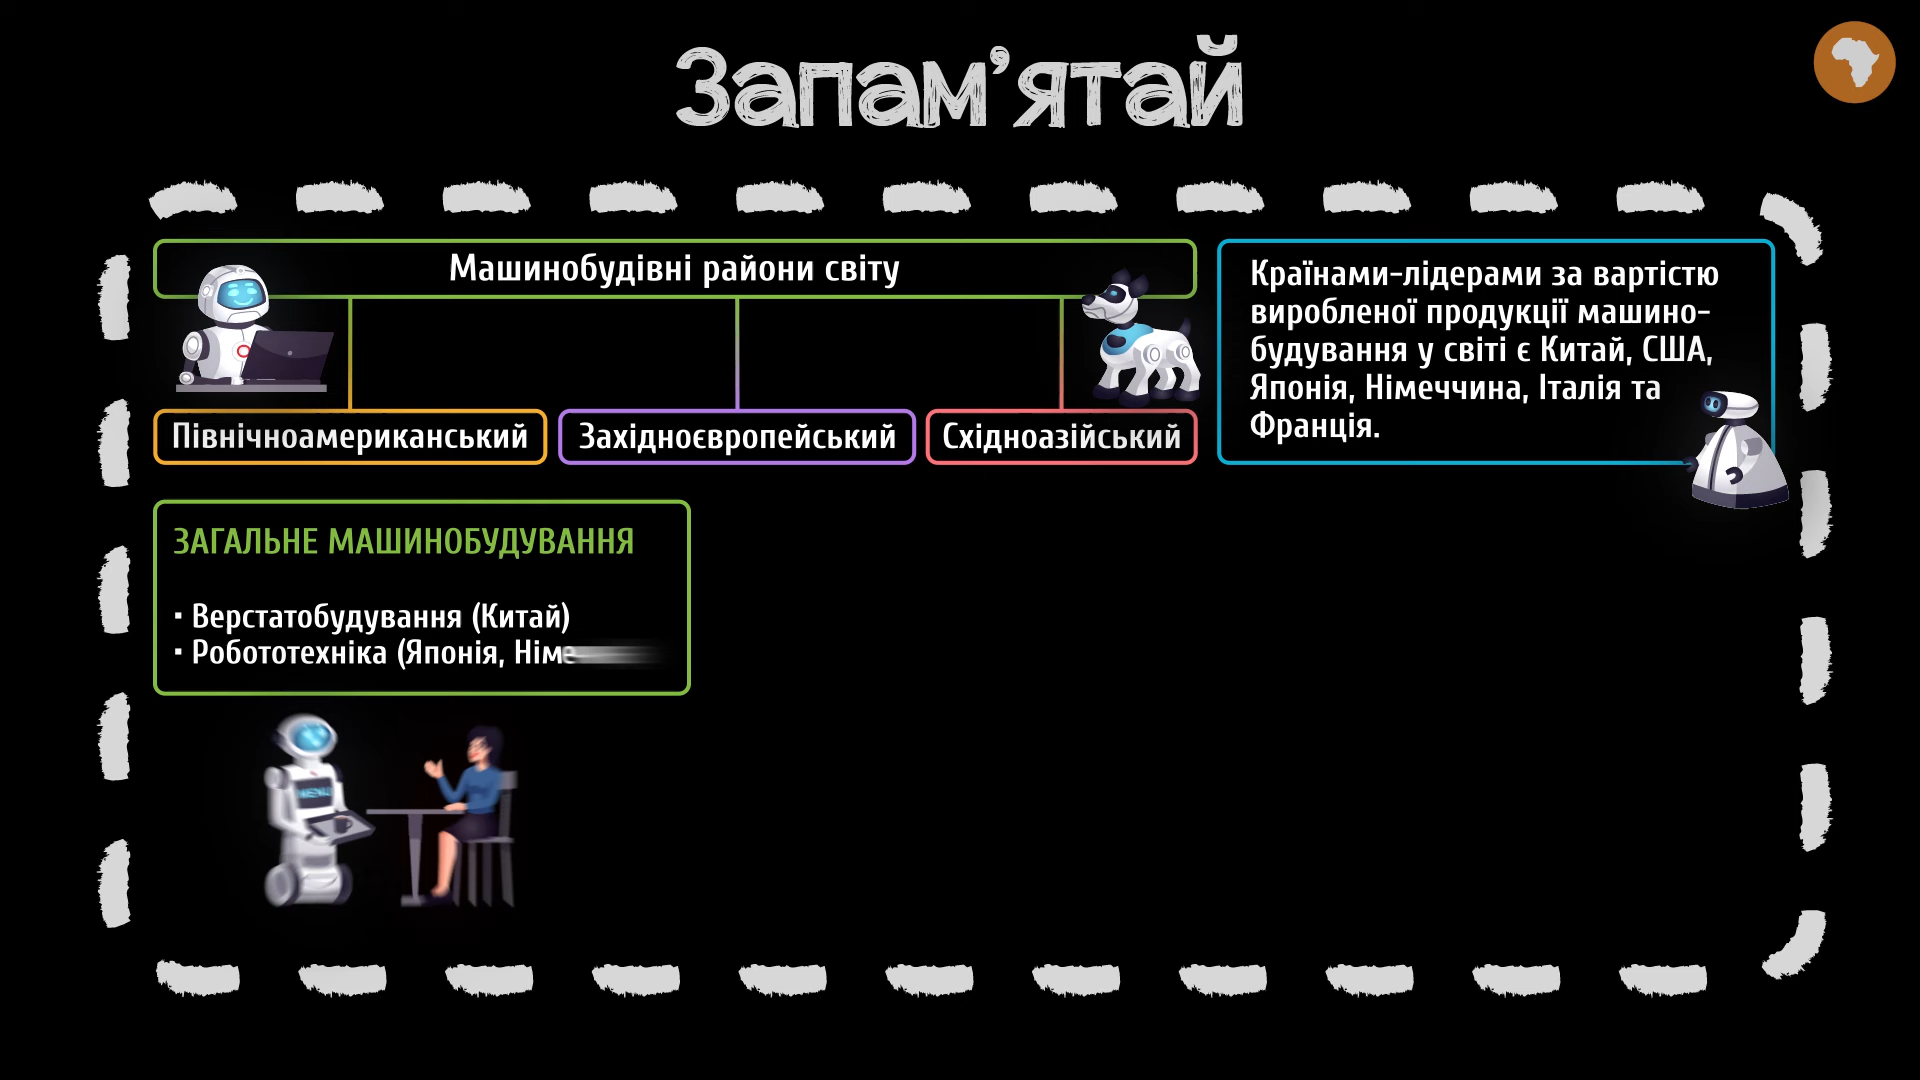 Запам’ятай
Машинобудівні райони світу
Північноамериканський
Західноєвропейський
Східноазійський
Країнами-лідерами за вартістю
виробленої продукції машино-
будування у світі є Китай, США,
Японія, Німеччина, Італія та
Франція.
ЗАГАЛЬНЕ МАШИНОБУДУВАННЯ
• Верстатобудування (Китай)
• Робототехніка (Японія,
MENU